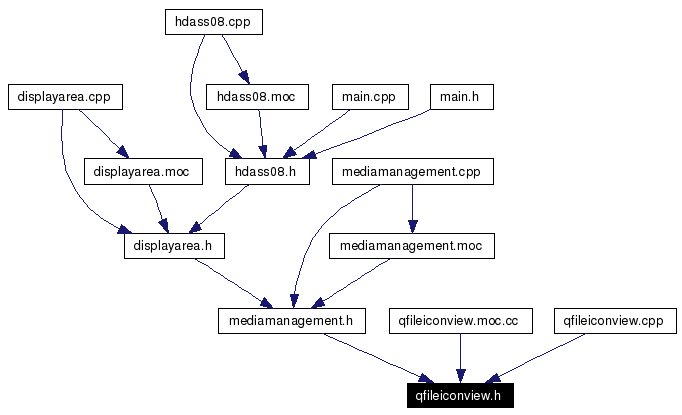 hdass08.cpp
displayarea.cpp
hdass08.moc
main.cpp
main.h
displayarea.moc
hdass08.h
mediamanagement.cpp
displayarea.h
mediamanagement.moc
mediamanagement.h
qfileiconview.moc.cc
qfileiconview.cpp
qfileiconview.h